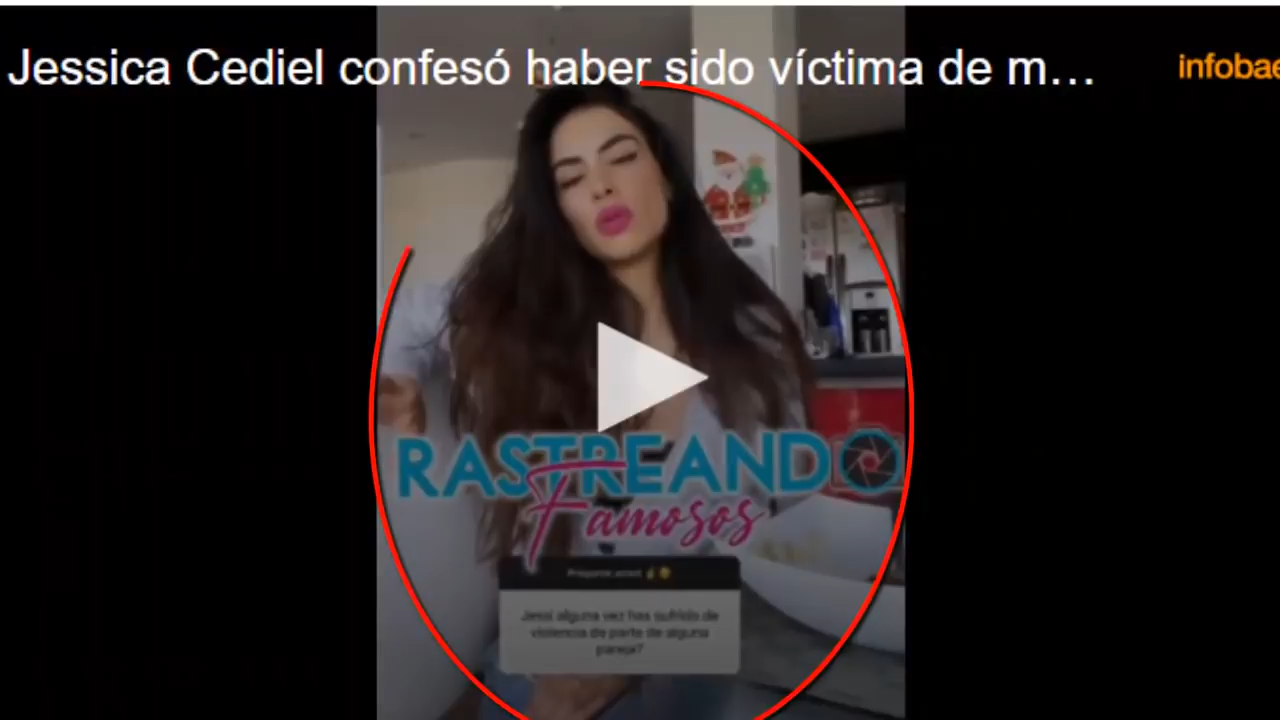 Jessica Cediel confesó haber sido víctima de m...
infobae
RASTREANDO
Famosos
Jessi alguna vez has sufrido de
violencia de parte de alguna
pareja?